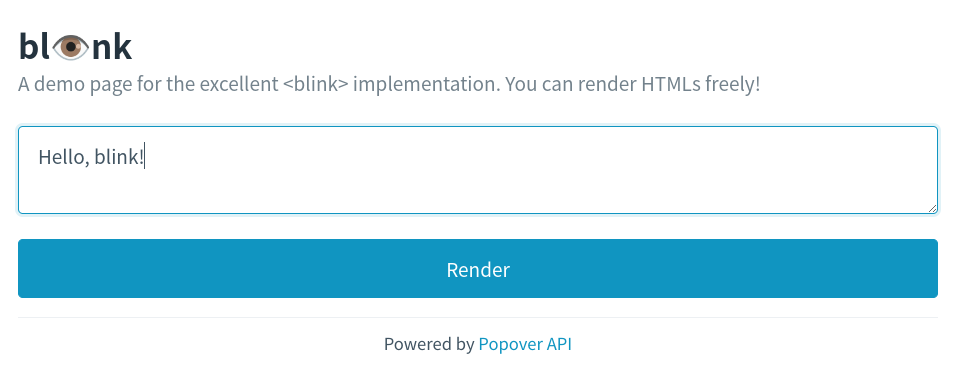 bl👁️nk
A demo page for the excellent <blink> implementation. You can render HTMLs freely!
Hello, blink!
Render
Powered by Popover API